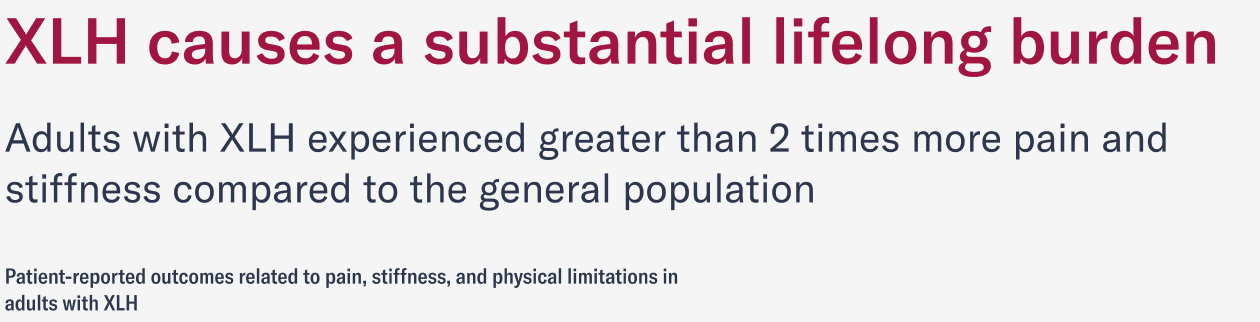 XLH causes a substantial lifelong burden
Adults with XLH experienced greater than 2 times more pain and
stiffness compared to the general population
Patient-reported outcomes related to pain, stiffness, and physical limitations in
adults with XLH